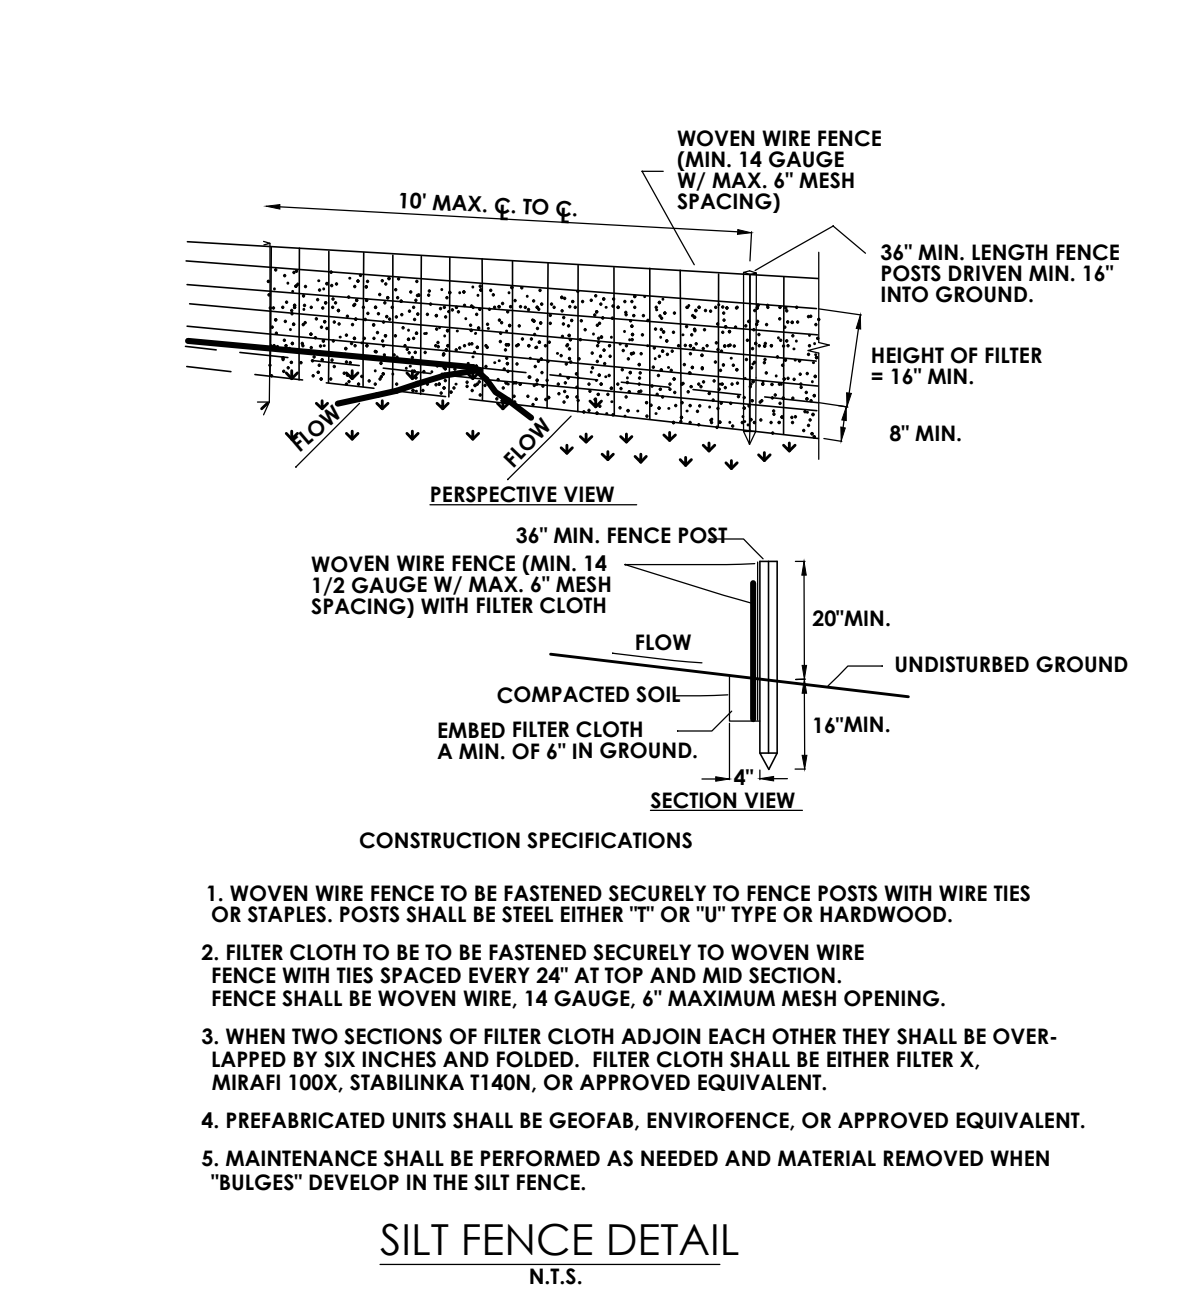 WOVEN WIRE FENCE
(MIN. 14 GAUGE
W/ MAX. 6" MESH
SPACING)
10' MAX. ℄. TO ℄.
36" MIN. LENGTH FENCE
POSTS DRIVEN MIN. 16"
INTO GROUND.
HEIGHT OF FILTER
= 16" MIN.
8" MIN.
FLOW
FLOW
PERSPECTIVE VIEW
36" MIN. FENCE POST
WOVEN WIRE FENCE (MIN. 14
1/2 GAUGE W/ MAX. 6" MESH
SPACING) WITH FILTER CLOTH
20"MIN.
FLOW
UNDISTURBED GROUND
COMPACTED SOIL
EMBED FILTER CLOTH
A MIN. OF 6" IN GROUND.
16"MIN.
4"
SECTION VIEW
CONSTRUCTION SPECIFICATIONS
1. WOVEN WIRE FENCE TO BE FASTENED SECURELY TO FENCE POSTS WITH WIRE TIES
OR STAPLES. POSTS SHALL BE STEEL EITHER "T" OR "U" TYPE OR HARDWOOD.
2. FILTER CLOTH TO BE TO BE FASTENED SECURELY TO WOVEN WIRE
FENCE WITH TIES SPACED EVERY 24" AT TOP AND MID SECTION.
FENCE SHALL BE WOVEN WIRE, 14 GAUGE, 6" MAXIMUM MESH OPENING.
3. WHEN TWO SECTIONS OF FILTER CLOTH ADJOIN EACH OTHER THEY SHALL BE OVER-
LAPPED BY SIX INCHES AND FOLDED.  FILTER CLOTH SHALL BE EITHER FILTER X,
MIRAFI 100X, STABILINKA T140N, OR APPROVED EQUIVALENT.
4. PREFABRICATED UNITS SHALL BE GEOFAB, ENVIROFENCE, OR APPROVED EQUIVALENT.
5. MAINTENANCE SHALL BE PERFORMED AS NEEDED AND MATERIAL REMOVED WHEN
"BULGES" DEVELOP IN THE SILT FENCE.
SILT FENCE DETAIL
N.T.S.